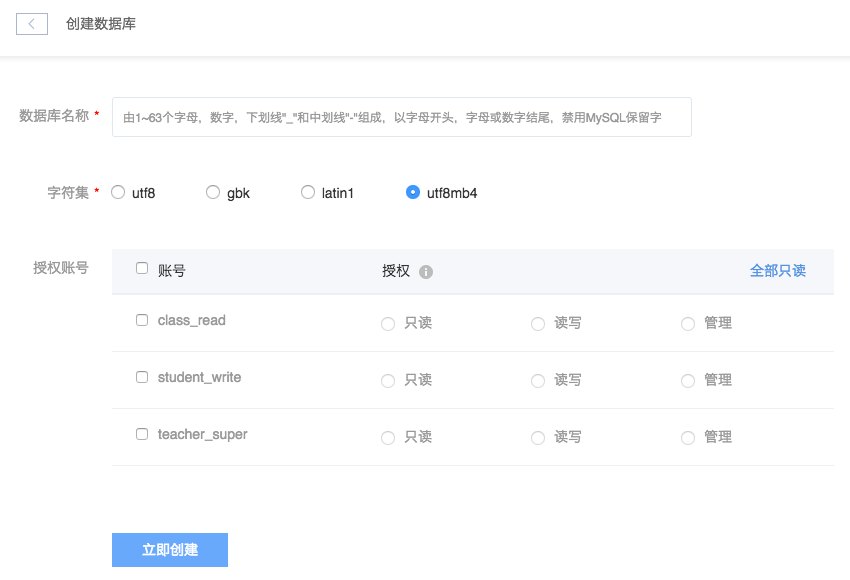 创建数据库
数据库名称 * 由1~63个字母，数字，下划线"_"和中划线"-"组成，以字母开头，字母或数字结尾，禁用MySQL保留字
字符集 * utf8 gbk latin1 utf8mb4
授权账号 账号 授权 全部只读
class_read 只读 读写 管理
student_write 只读 读写 管理
teacher_super 只读 读写 管理
立即创建